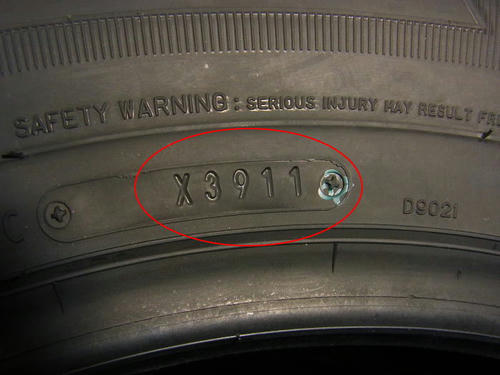 SAFETY WARNING: SERIOUS INJURY MAY RESULT FR
C X3911 D9021